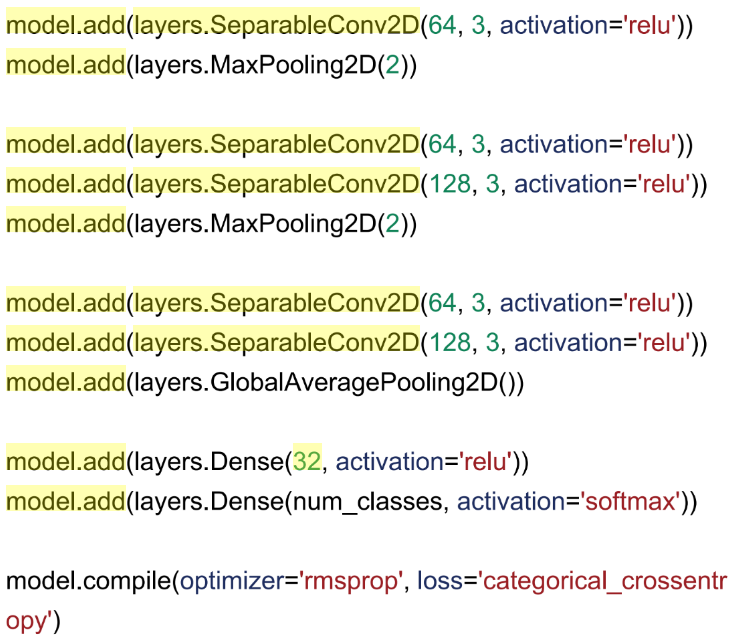 model.add(layers.SeparableConv2D(64, 3, activation='relu'))
model.add(layers.MaxPooling2D(2))
model.add(layers.SeparableConv2D(64, 3, activation='relu'))
model.add(layers.SeparableConv2D(128, 3, activation='relu'))
model.add(layers.MaxPooling2D(2))
model.add(layers.SeparableConv2D(64, 3, activation='relu'))
model.add(layers.SeparableConv2D(128, 3, activation='relu'))
model.add(layers.GlobalAveragePooling2D())
model.add(layers.Dense(32, activation='relu'))
model.add(layers.Dense(num_classes, activation='softmax'))
model.compile(optimizer='rmsprop', loss='categorical_crossentr
opy')